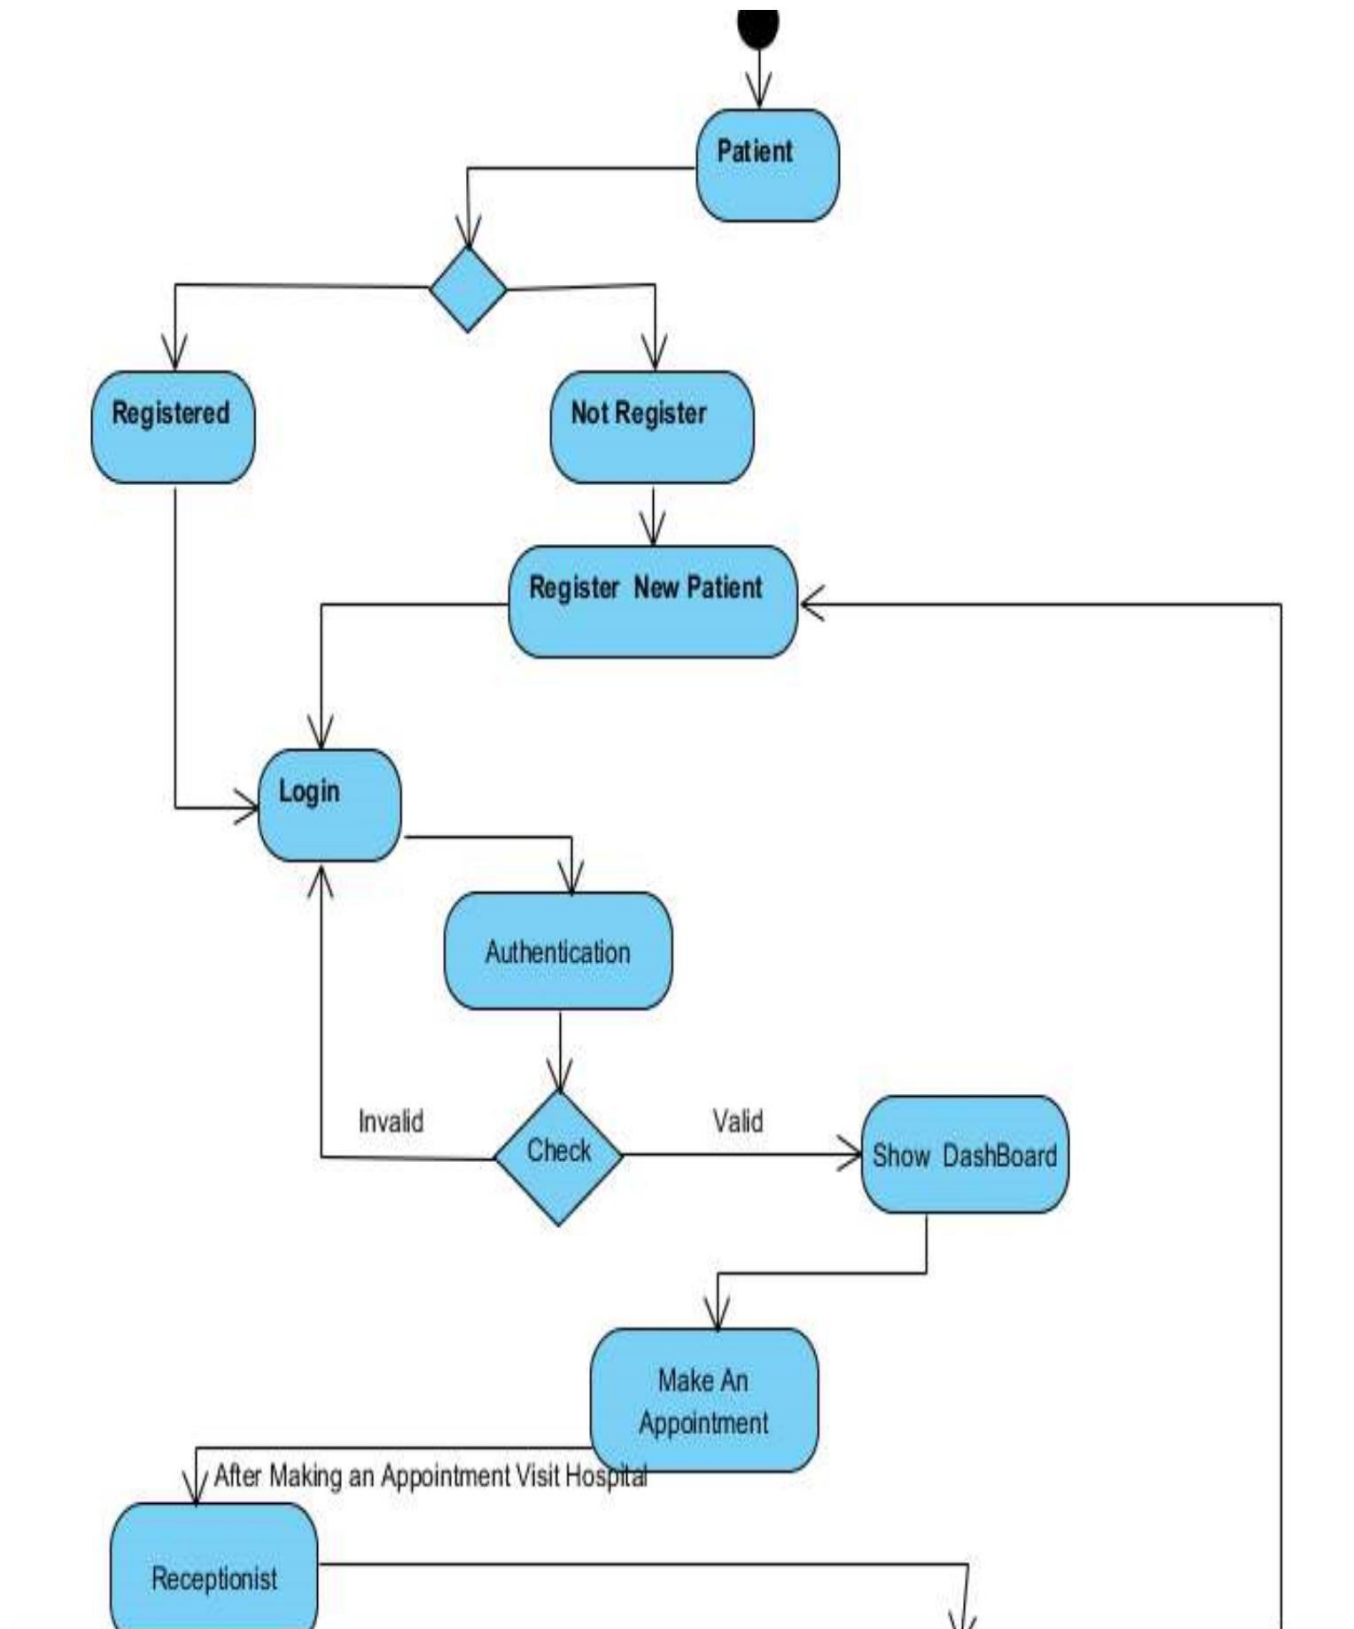 Patient
Registered
Not Register
Register New Patient
Login
Authentication
Invalid
Valid
Check
Show DashBoard
Make An
Appointment
After Making an Appointment Visit Hospital
Receptionist